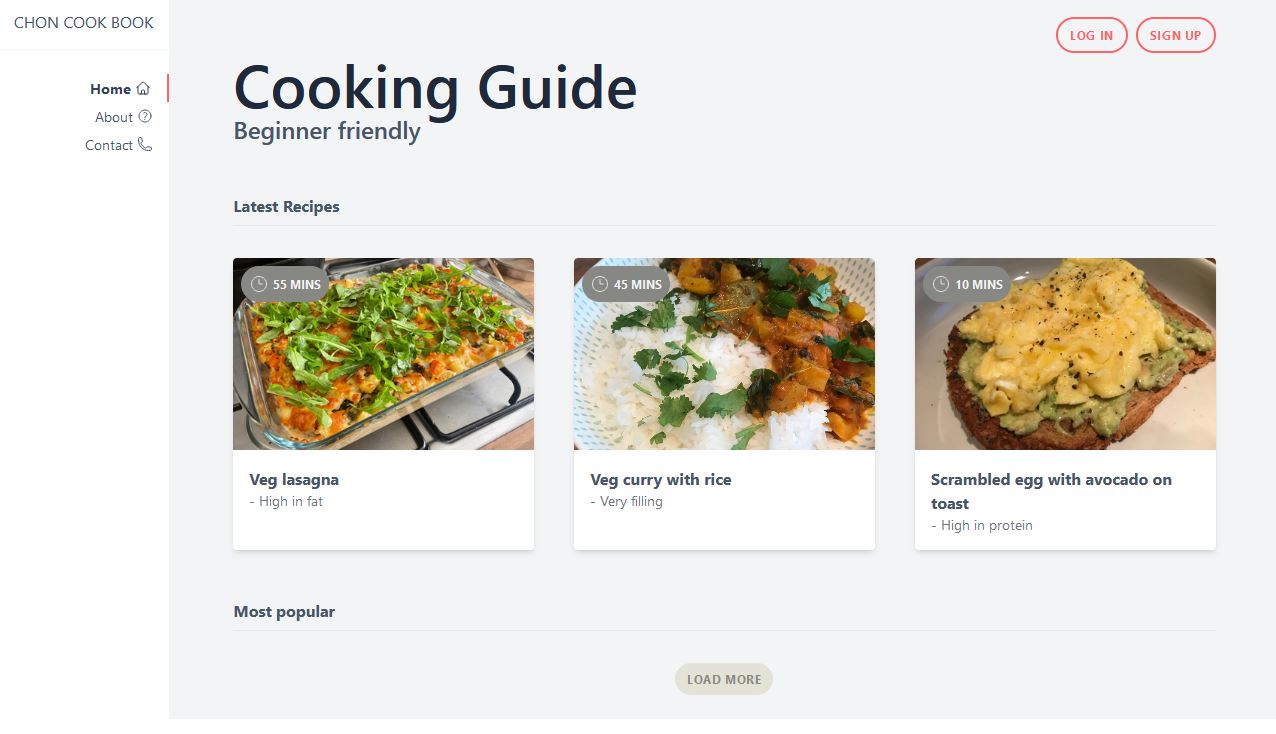 CHON COOK BOOK
Home
About
Contact
LOG IN
SIGN UP
Cooking Guide
Beginner friendly
Latest Recipes
55 MINS
45 MINS
10 MINS
Veg lasagna
- High in fat
Veg curry with rice
- Very filling
Scrambled egg with avocado on
toast
- High in protein
Most popular
LOAD MORE